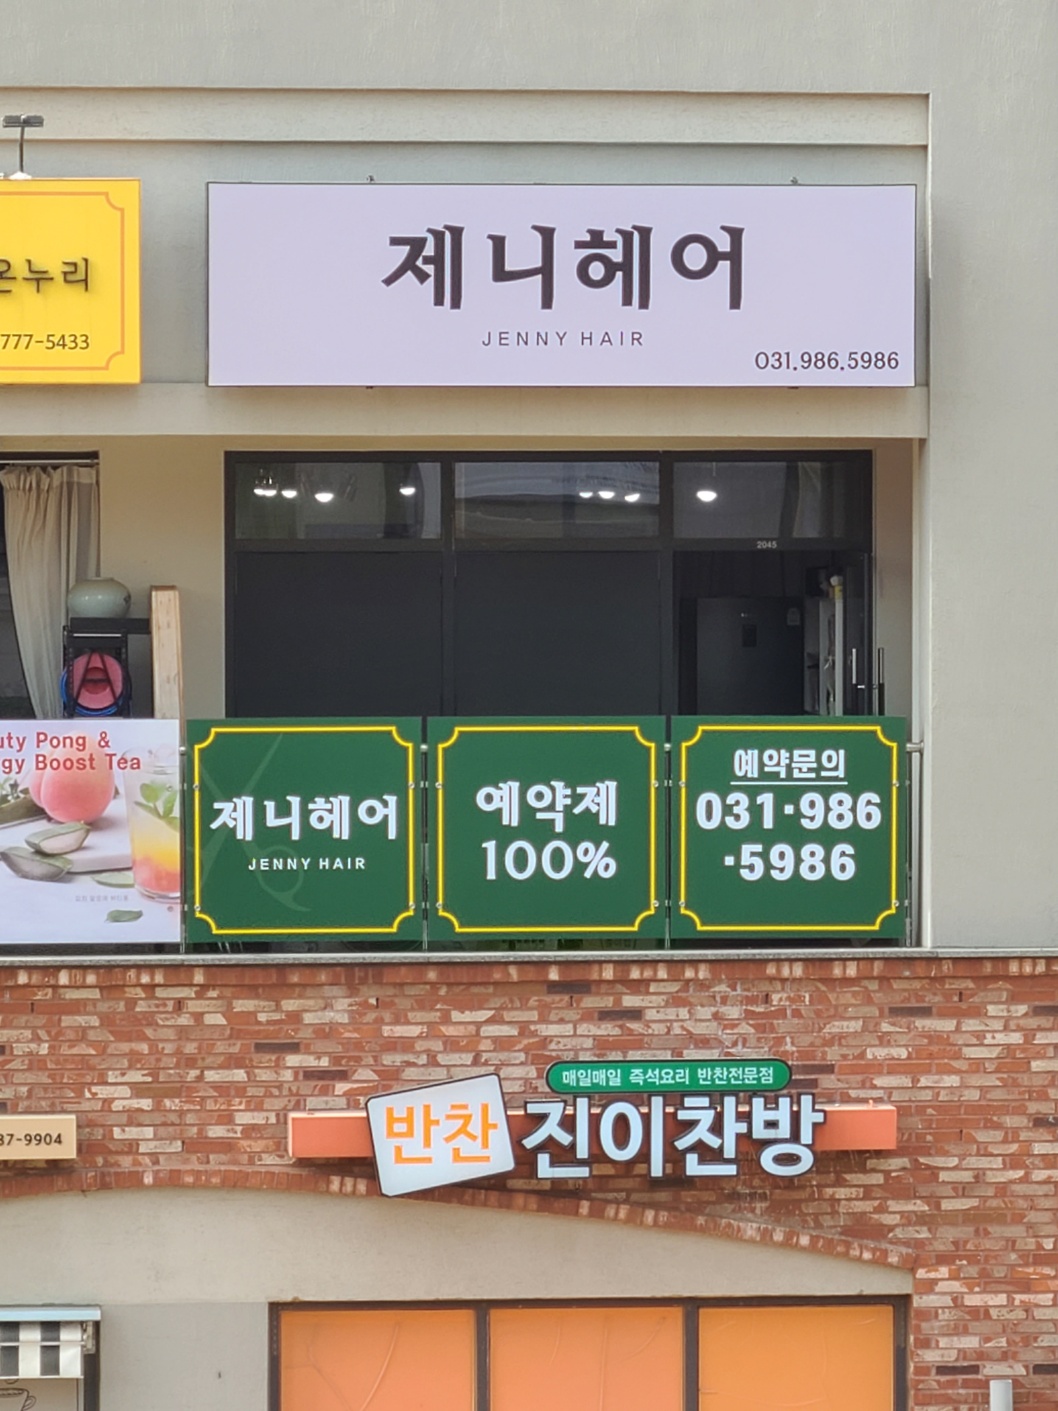 제니헤어
JENNY HAIR
031.986.5986
온누리
777-5433
2045
uty Pong &
gy Boost Tea
제니헤어
JENNY HAIR
예약제
100%
예약문의
031·986
·5986
매일매일 즉석요리 반찬전문점
반찬 진이찬방
37-9904